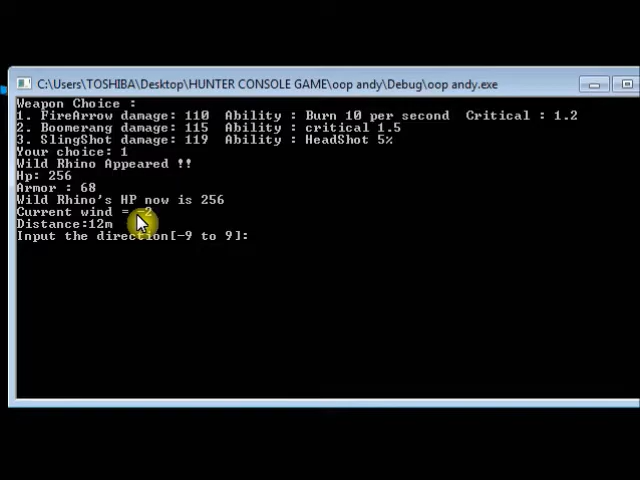 C:\Users\TOSHIBA\Desktop\HUNTER CONSOLE GAME\oop andy\Debug\oop andy.exe
Weapon Choice :
1. FireArrow damage: 110  Ability : Burn 10 per second  Critical : 1.2
2. Boomerang damage: 115  Ability : critical 1.5
3. SlingShot damage: 119  Ability : HeadShot 5%
Your choice: 1
Wild Rhino Appeared !!
Hp: 256
Armor : 68
Wild Rhino's HP now is 256
Current wind = -2
Distance:12m
Input the direction[-9 to 9]: